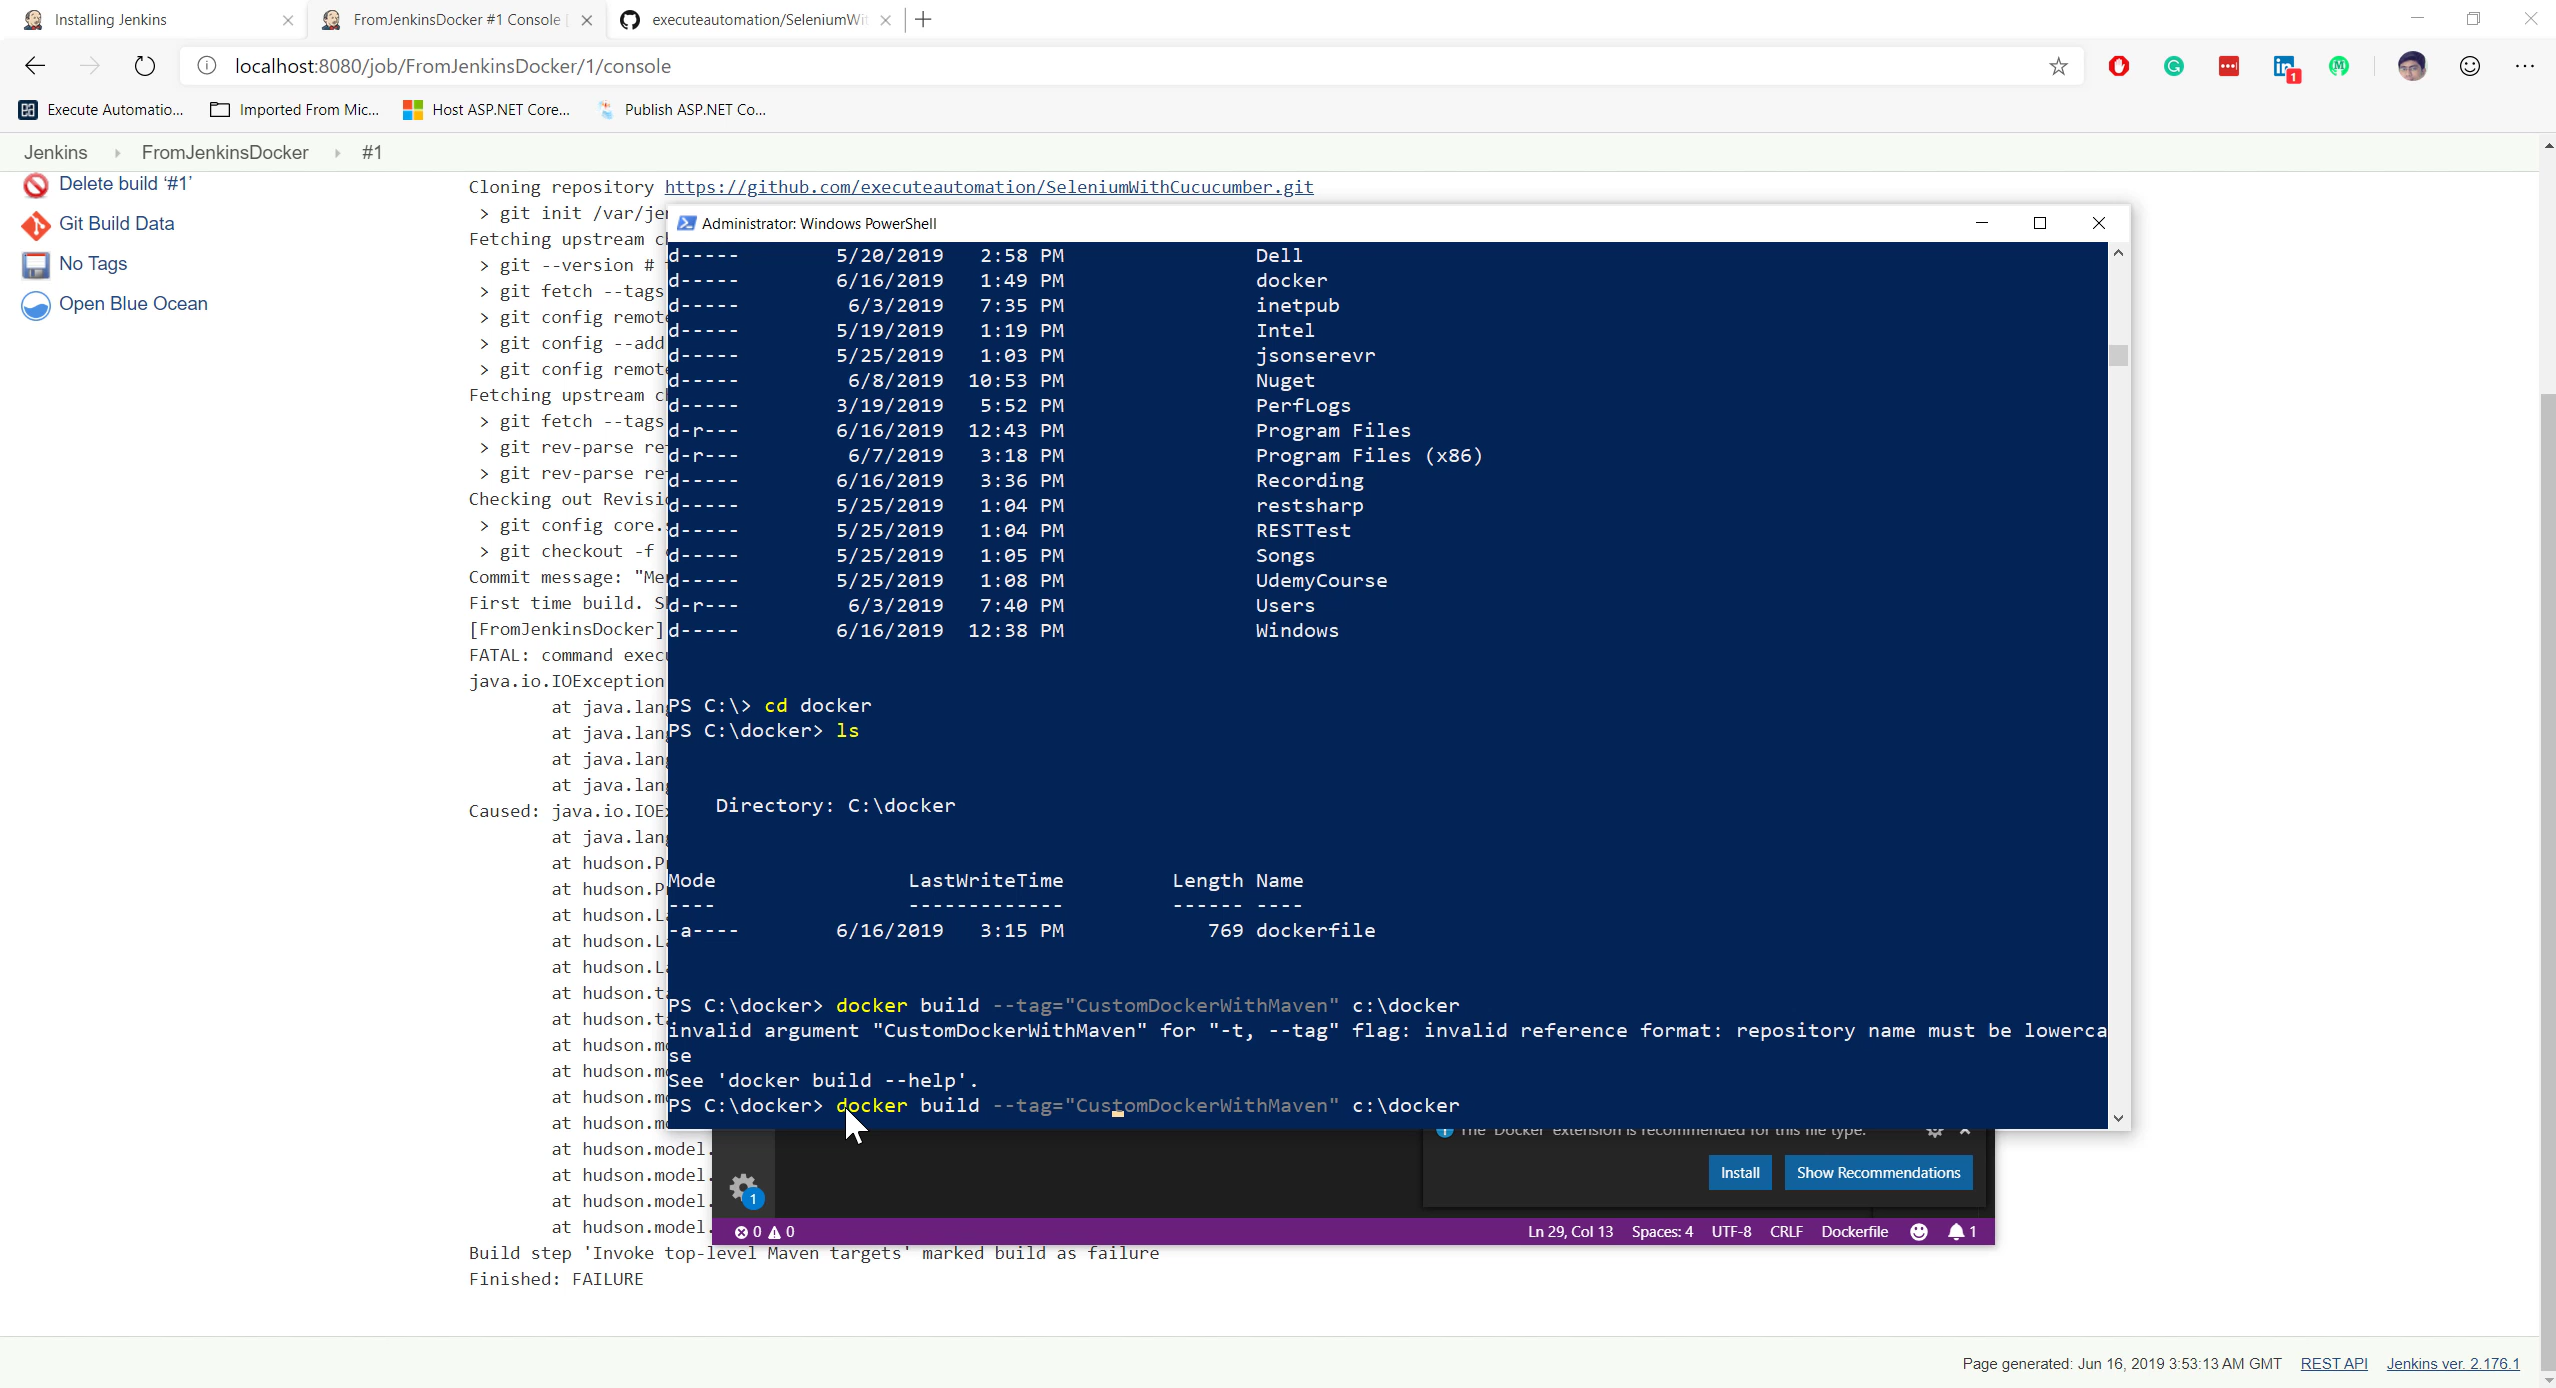 Installing Jenkins
FromJenkinsDocker #1 Console
executeautomation/SeleniumWit
localhost:8080/job/FromJenkinsDocker/1/console
1
Execute Automatio...
Imported From Mic...
Host ASP.NET Core...
Publish ASP.NET Co...
Jenkins
FromJenkinsDocker
#1
Delete build '#1'
Git Build Data
No Tags
Open Blue Ocean
Cloning repository https://github.com/executeautomation/SeleniumWithCucucumber.git
> git init /var/je
Fetching upstream c
> git --version #
> git fetch --tags
> git config remot
> git config --add
> git config remot
Fetching upstream c
> git fetch --tags
> git rev-parse re
> git rev-parse re
Checking out Revisi
> git config core.
> git checkout -f
Commit message: "Me
First time build. S
[FromJenkinsDocker]
FATAL: command exec
java.io.IOException
at java.lan
at java.lan
at java.lan
at java.lan
Caused: java.io.IOE
at java.lan
at hudson.P
at hudson.P
at hudson.L
at hudson.L
at hudson.L
at hudson.t
at hudson.t
at hudson.m
at hudson.m
at hudson.m
at hudson.m
at hudson.model.
at hudson.model.
at hudson.model.
at hudson.model.
Build step 'Invoke top-level Maven targets' marked build as failure
Finished: FAILURE
Administrator: Windows PowerShell
d----- 5/20/2019 2:58 PM Dell
d----- 6/16/2019 1:49 PM docker
d----- 6/3/2019 7:35 PM inetpub
d----- 5/19/2019 1:19 PM Intel
d----- 5/25/2019 1:03 PM jsonserevr
d----- 6/8/2019 10:53 PM Nuget
d----- 3/19/2019 5:52 PM PerfLogs
d-r--- 6/16/2019 12:43 PM Program Files
d-r--- 6/7/2019 3:18 PM Program Files (x86)
d----- 6/16/2019 3:36 PM Recording
d----- 5/25/2019 1:04 PM restsharp
d----- 5/25/2019 1:04 PM RESTTest
d----- 5/25/2019 1:05 PM Songs
d----- 5/25/2019 1:08 PM UdemyCourse
d-r--- 6/3/2019 7:40 PM Users
d----- 6/16/2019 12:38 PM Windows
PS C:\> cd docker
PS C:\docker> ls
Directory: C:\docker
Mode LastWriteTime Length Name
---- ------------- ------ ----
-a---- 6/16/2019 3:15 PM 769 dockerfile
PS C:\docker> docker build --tag="CustomDockerWithMaven" c:\docker
invalid argument "CustomDockerWithMaven" for "-t, --tag" flag: invalid reference format: repository name must be lowerca
se
See 'docker build --help'.
PS C:\docker> docker build --tag="CustomDockerWithMaven" c:\docker
The 'Docker' extension is recommended for this file type.
Install
Show Recommendations
1
0 0
Ln 29, Col 13 Spaces: 4 UTF-8 CRLF Dockerfile 1
Page generated: Jun 16, 2019 3:53:13 AM GMT REST API Jenkins ver. 2.176.1